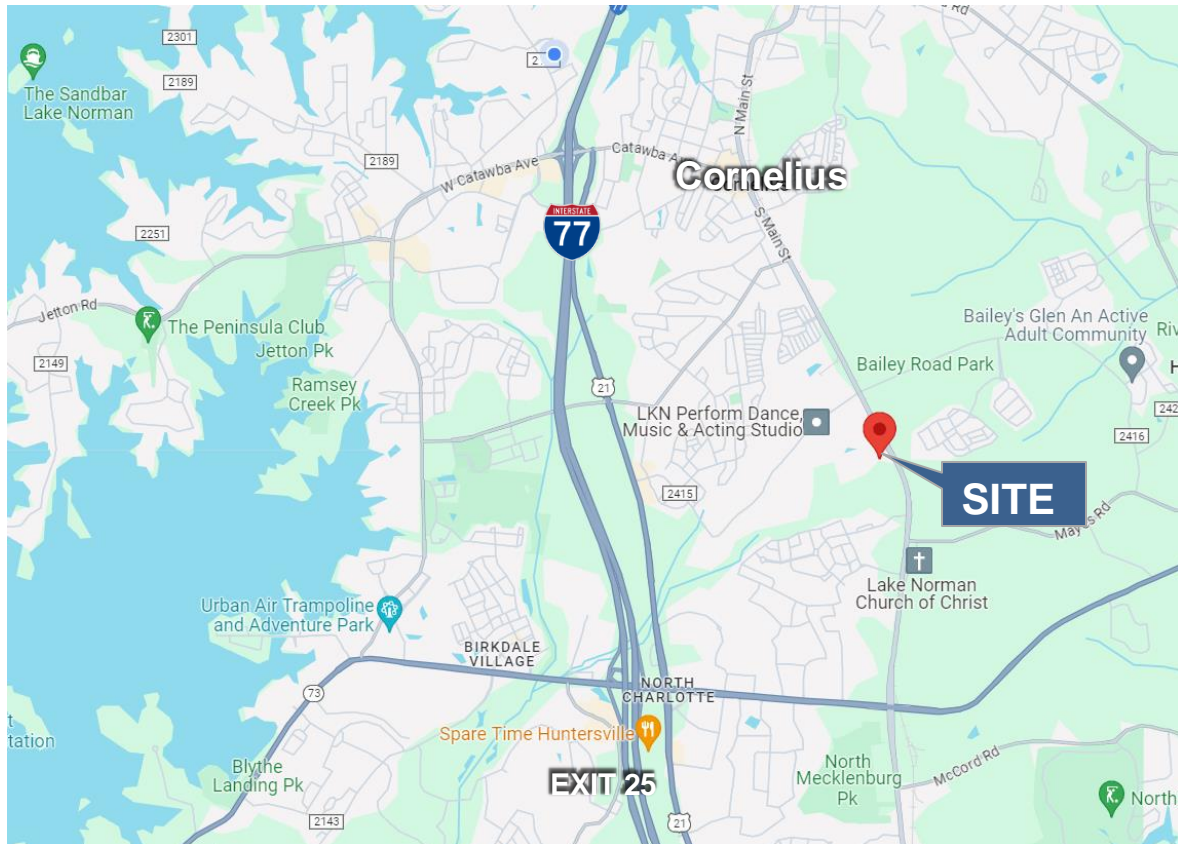 2301
2189
The Sandbar
Lake Norman
2189
W Catawba Ave
Catawba A
N Main St
Cornelius
INTERSTATE
77
S Main St
2251
Jetton Rd
The Peninsula Club
Jetton Pk
2149
Ramsey
Creek Pk
21
Bailey's Glen An Active
Adult Community
Riv
H
Bailey Road Park
242
2416
LKN Perform Dance,
Music & Acting Studio
2415
SITE
Mayes Rd
Lake Norman
Church of Christ
Urban Air Trampoline
and Adventure Park
BIRKDALE
VILLAGE
73
NORTH
CHARLOTTE
t
tation
Spare Time Huntersville
Blythe
Landing Pk
EXIT 25
North
Mecklenburg
Pk
McCord Rd
North
2143
21